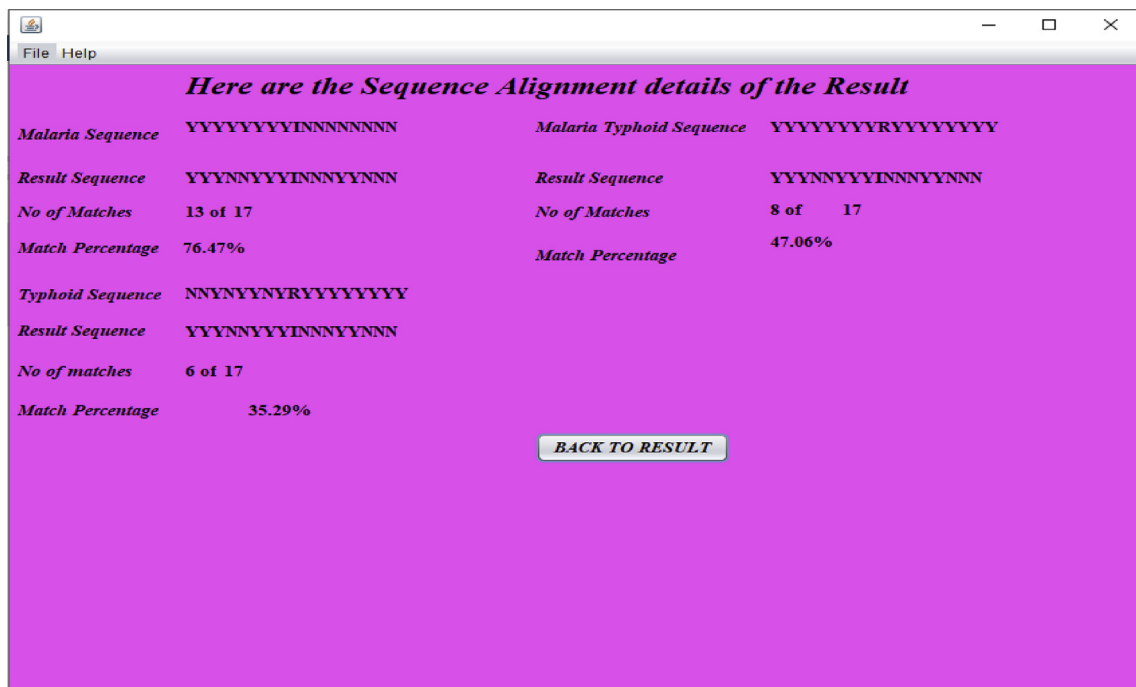 File Help
Here are the Sequence Alignment details of the Result
Malaria Sequence YYYYYYYYINNNNNNNN
Result Sequence YYYNNYYYINNNYYNNN
No of Matches 13 of 17
Match Percentage 76.47%
Typhoid Sequence NNYNYYNYRYYYYYYYY
Result Sequence YYYNNYYYINNNYYNNN
No of matches 6 of 17
Match Percentage 35.29%
Malaria Typhoid Sequence YYYYYYYYRYYYYYYYY
Result Sequence YYYNNYYYINNNYYNNN
No of Matches 8 of 17
Match Percentage 47.06%
BACK TO RESULT